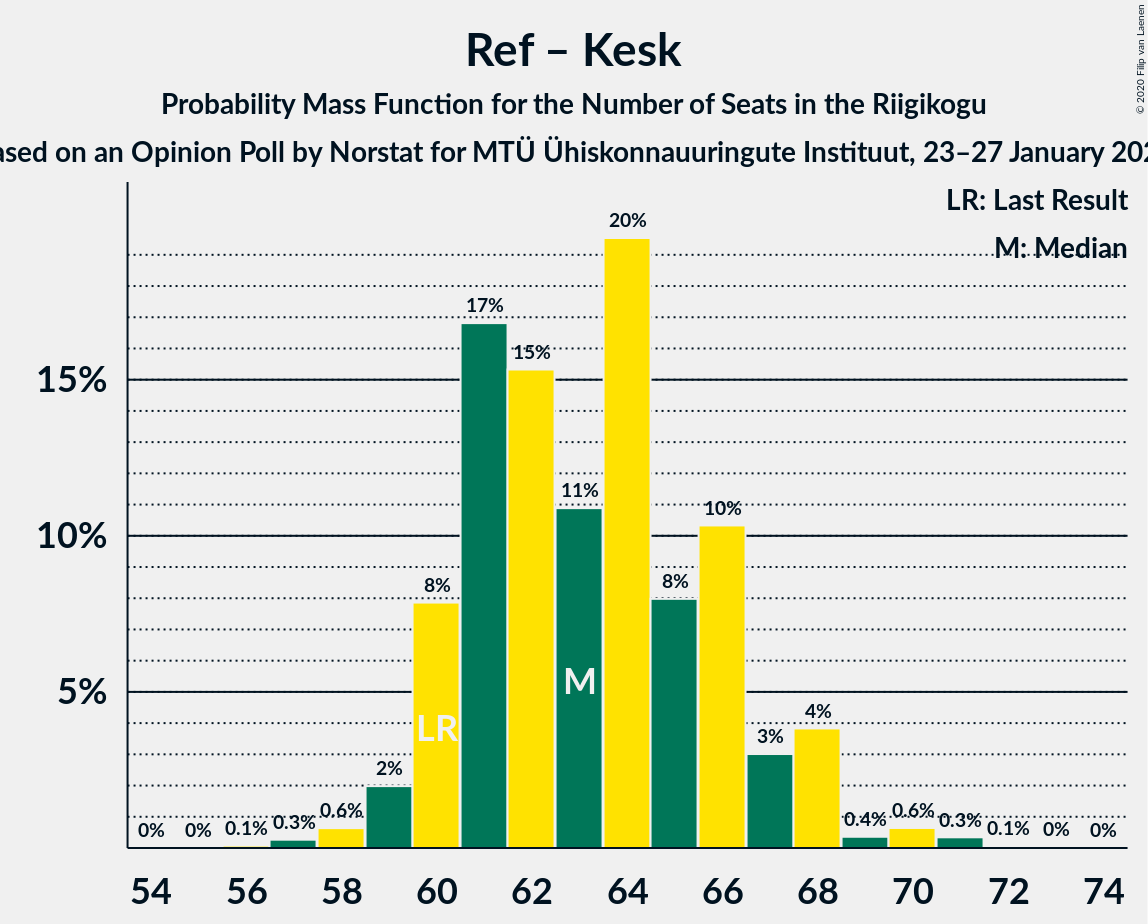 Ref – Kesk
Probability Mass Function for the Number of Seats in the Riigikogu
ased on an Opinion Poll by Norstat for MTÜ Ühiskonnauuringute Instituut, 23–27 January 202
© 2020 Filip van Laenen
LR: Last Result
M: Median
20%
17%
15%
15%
11%
10%
10%
8%
8%
5%
M
LR
4%
3%
2%
0% 0% 0.1% 0.3% 0.6% 0.4% 0.6% 0.3% 0.1% 0% 0%
54 56 58 60 62 64 66 68 70 72 74